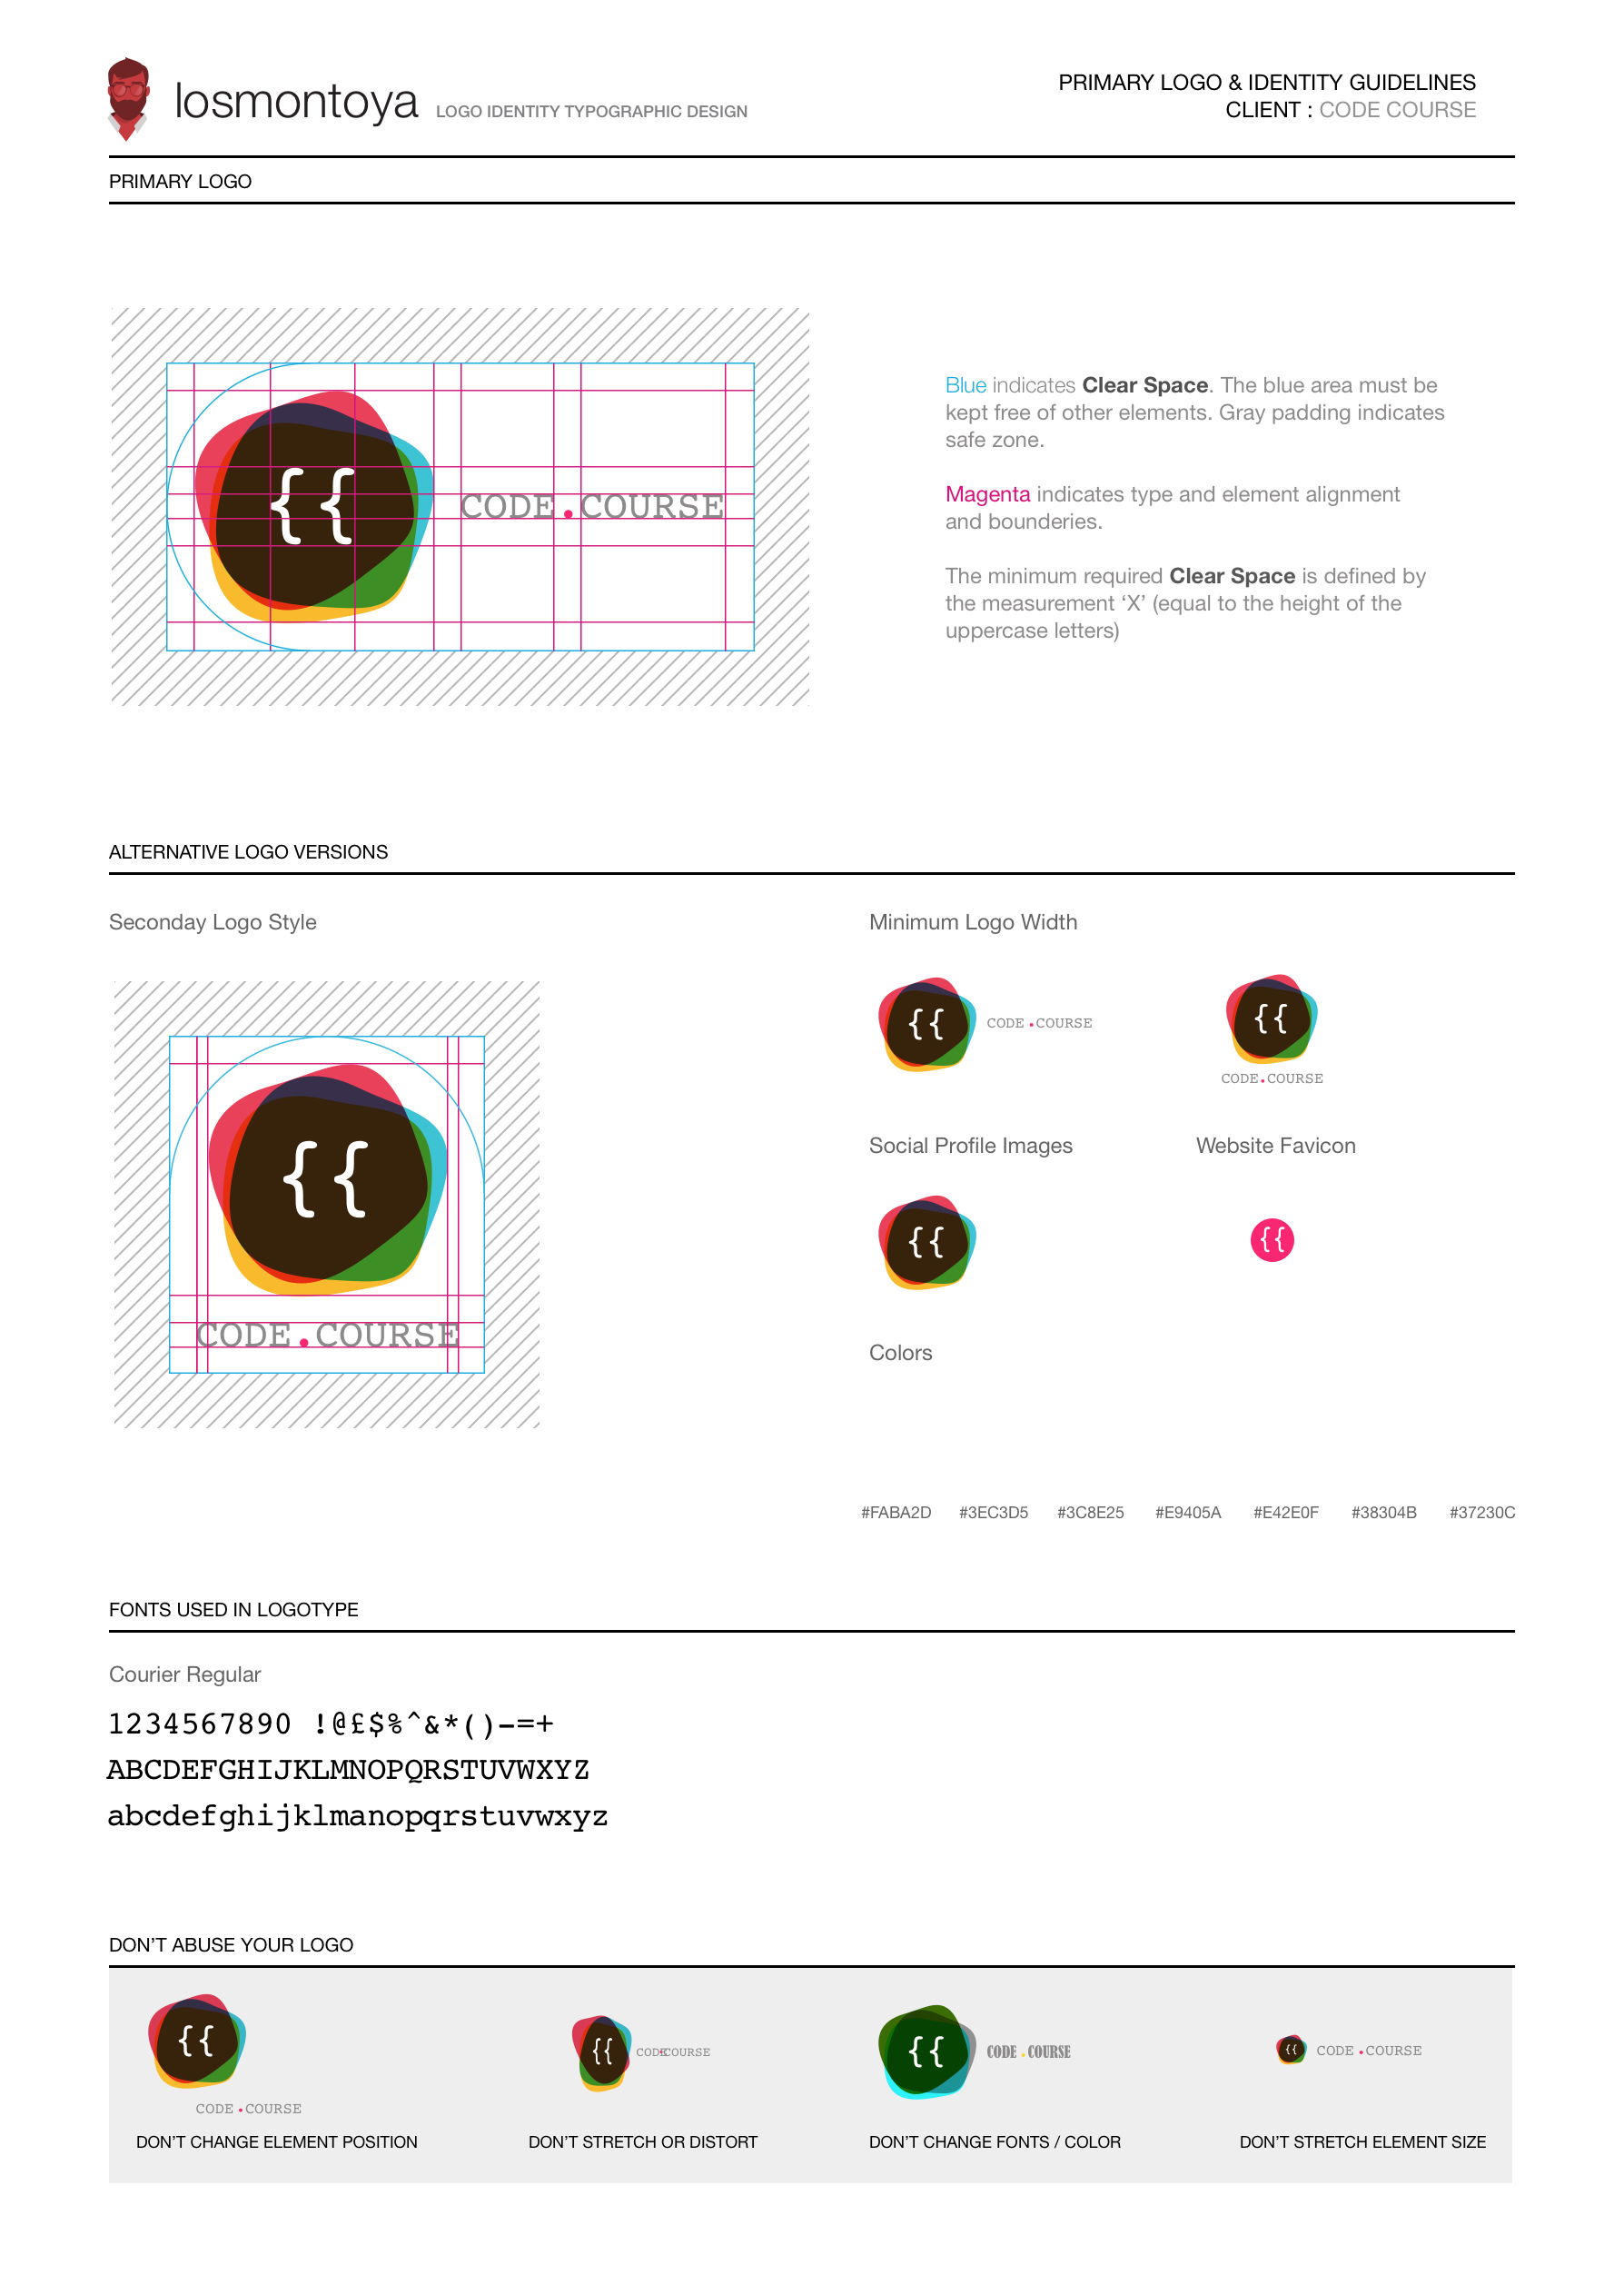 losmontoya LOGO IDENTITY TYPOGRAPHIC DESIGN
PRIMARY LOGO & IDENTITY GUIDELINES
CLIENT : CODE COURSE
PRIMARY LOGO
{{ CODE.COURSE
Blue indicates Clear Space. The blue area must be
kept free of other elements. Gray padding indicates
safe zone.
Magenta indicates type and element alignment
and bounderies.
The minimum required Clear Space is defined by
the measurement ‘X’ (equal to the height of the
uppercase letters)
ALTERNATIVE LOGO VERSIONS
Seconday Logo Style
{{
CODE.COURSE
Minimum Logo Width
{{ CODE.COURSE
{{
CODE.COURSE
Social Profile Images
{{
Website Favicon
{{
Colors
#FABA2D #3EC3D5 #3C8E25 #E9405A #E42E0F #38304B #37230C
FONTS USED IN LOGOTYPE
Courier Regular
1234567890 !@£$%^&*()-=+
ABCDEFGHIJKLMNOPQRSTUVWXYZ
abcdefghijklmanopqrstuvwxyz
DON’T ABUSE YOUR LOGO
{{
CODE.COURSE
DON’T CHANGE ELEMENT POSITION
{{ CODE.COURSE
DON’T STRETCH OR DISTORT
{{ CODE.COURSE
DON’T CHANGE FONTS / COLOR
{{ CODE.COURSE
DON’T STRETCH ELEMENT SIZE